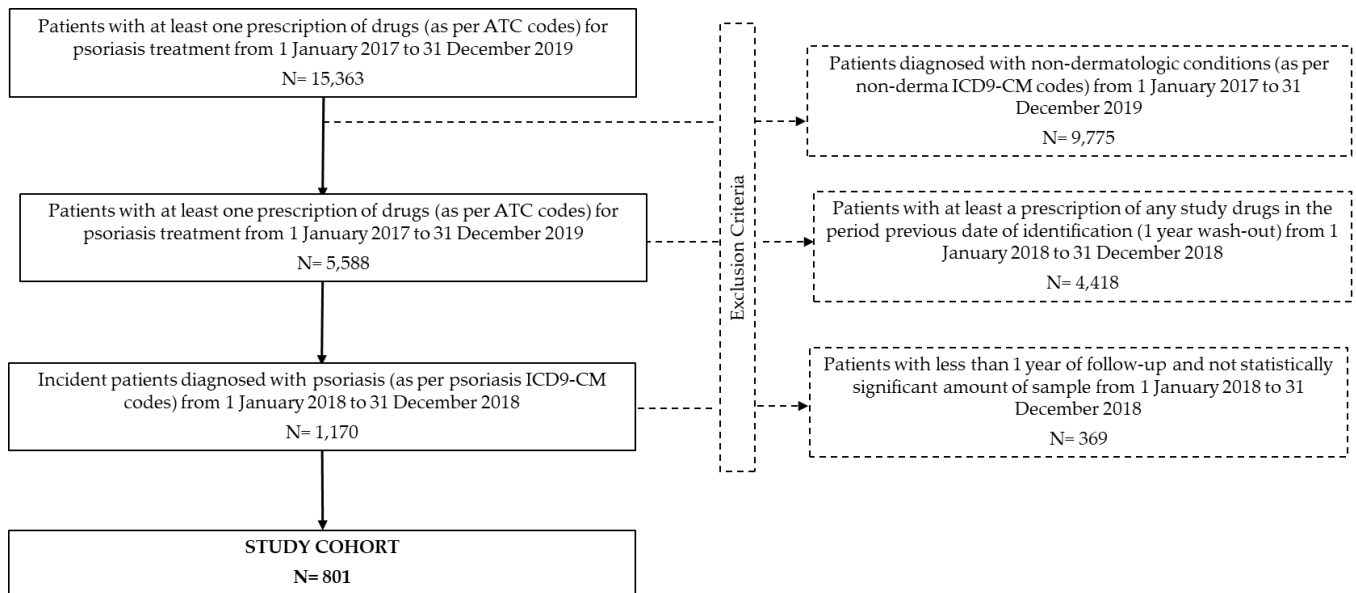 Patients with at least one prescription of drugs (as per ATC codes) for
psoriasis treatment from 1 January 2017 to 31 December 2019
N= 15,363
Patients diagnosed with non-dermatologic conditions (as per
non-derma ICD9-CM codes) from 1 January 2017 to 31
December 2019
N= 9,775
Patients with at least one prescription of drugs (as per ATC codes) for
psoriasis treatment from 1 January 2017 to 31 December 2019
N= 5,588
Exclusion Criteria
Patients with at least a prescription of any study drugs in the
period previous date of identification (1 year wash-out) from 1
January 2018 to 31 December 2018
N= 4,418
Incident patients diagnosed with psoriasis (as per psoriasis ICD9-CM
codes) from 1 January 2018 to 31 December 2018
N= 1,170
Patients with less than 1 year of follow-up and not statistically
significant amount of sample from 1 January 2018 to 31
December 2018
N= 369
STUDY COHORT
N= 801